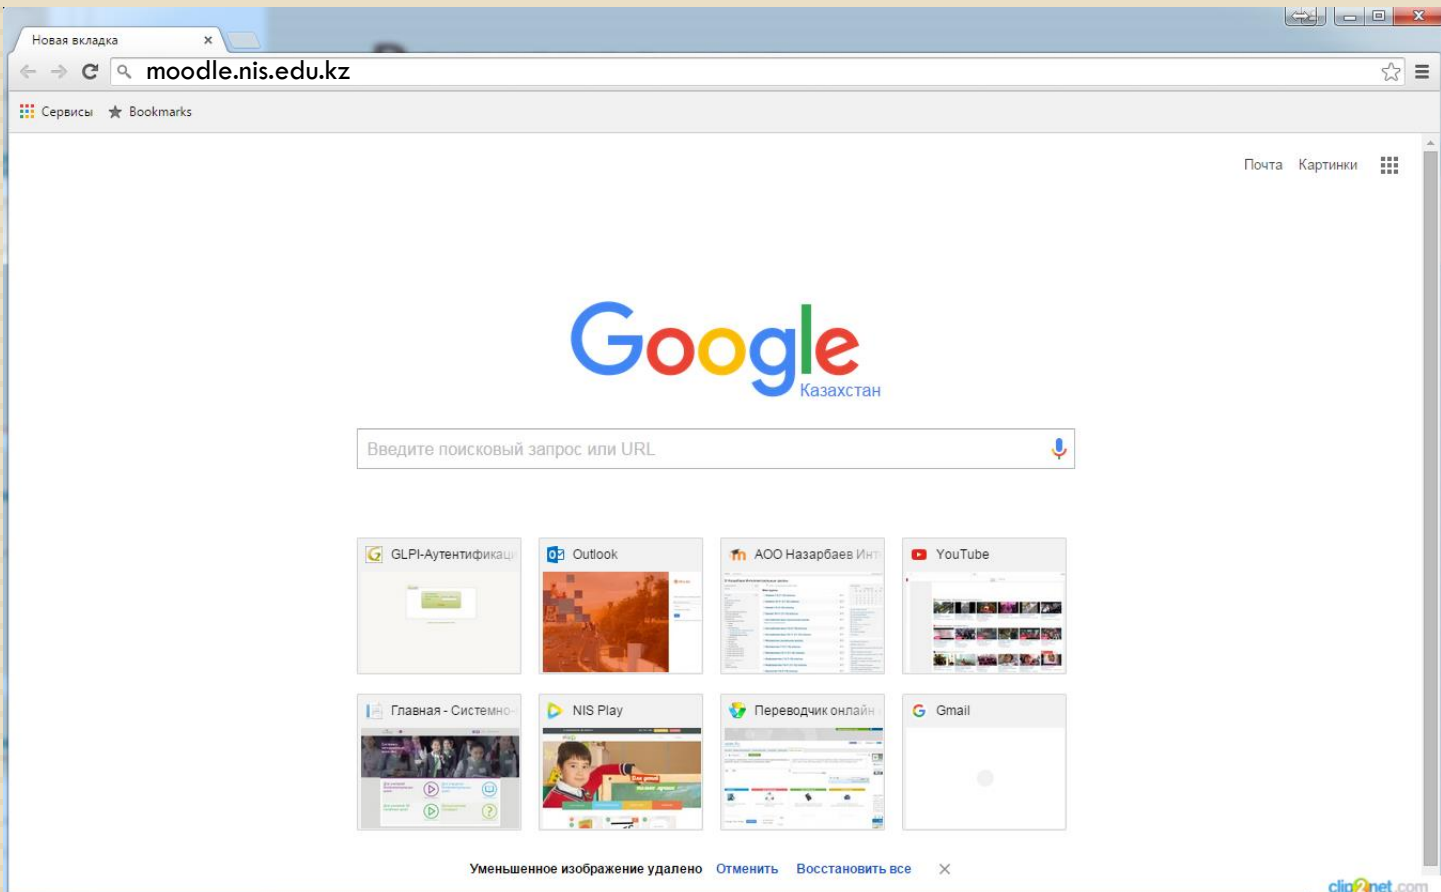 Новая вкладка
moodle.nis.edu.kz
Сервисы Bookmarks
Почта Картинки
Google
Казахстан
Введите поисковый запрос или URL
GLPI-Аутентификаци
Outlook
АОО Назарбаев Инт
YouTube
Главная - Системно-
NIS Play
Переводчик онлайн
Gmail
Уменьшенное изображение удалено Отменить Восстановить все
clip2net.com